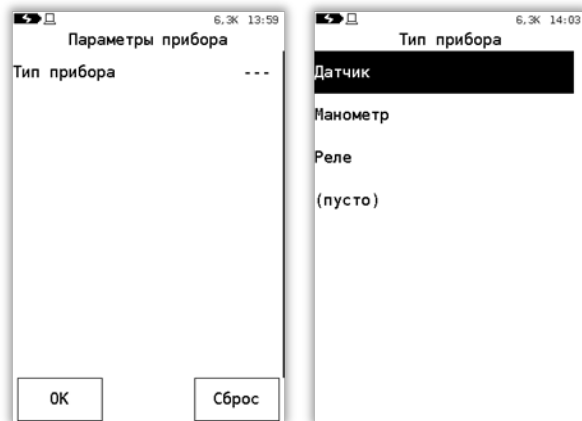 6,3К 13:59
Параметры прибора
Тип прибора ---
ОК
Сброс
6,3К 14:03
Тип прибора
Датчик
Манометр
Реле
(пусто)